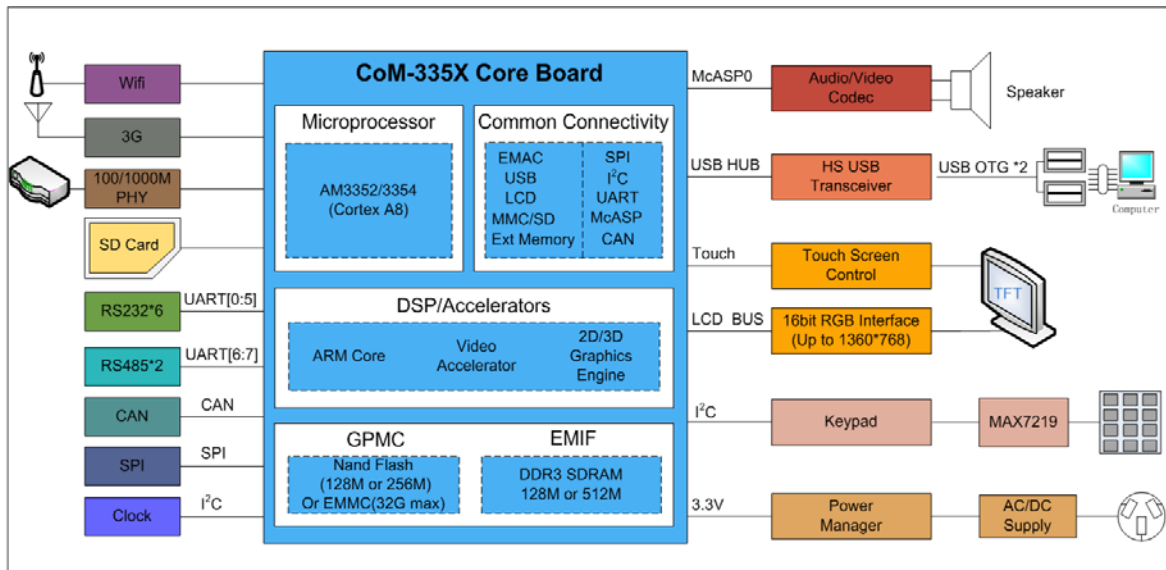 CoM-335X Core Board
Wifi
3G
100/1000M
PHY
SD Card
RS232*6
UART[0:5]
RS485*2
UART[6:7]
CAN
CAN
SPI
SPI
Clock
I²C
Microprocessor
AM3352/3354
(Cortex A8)
Common Connectivity
EMAC
USB
LCD
MMC/SD
Ext Memory
SPI
I²C
UART
McASP
CAN
DSP/Accelerators
ARM Core
Video
Accelerator
2D/3D
Graphics
Engine
GPMC
Nand Flash
(128M or 256M)
Or EMMC(32G max)
EMIF
DDR3 SDRAM
128M or 512M
McASP0
Audio/Video
Codec
Speaker
USB HUB
HS USB
Transceiver
USB OTG *2
Computer
Touch
Touch Screen
Control
TFT
LCD BUS
16bit RGB Interface
(Up to 1360*768)
I²C
Keypad
MAX7219
3.3V
Power
Manager
AC/DC
Supply